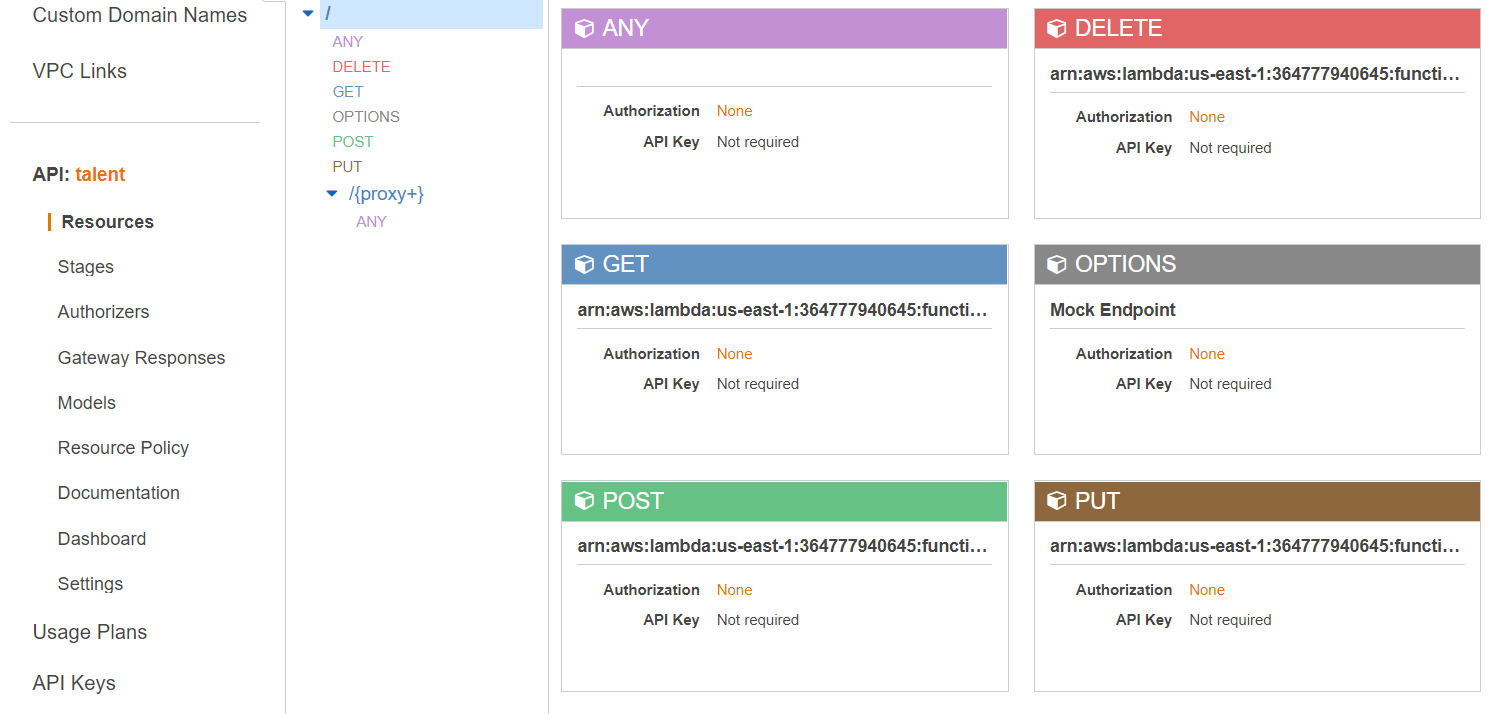 Custom Domain Names
VPC Links
API: talent
Resources
Stages
Authorizers
Gateway Responses
Models
Resource Policy
Documentation
Dashboard
Settings
Usage Plans
API Keys
/
ANY
DELETE
GET
OPTIONS
POST
PUT
/{proxy+}
ANY
ANY
Authorization None
API Key Not required
DELETE
arn:aws:lambda:us-east-1:364777940645:functi...
Authorization None
API Key Not required
GET
arn:aws:lambda:us-east-1:364777940645:functi...
Authorization None
API Key Not required
OPTIONS
Mock Endpoint
Authorization None
API Key Not required
POST
arn:aws:lambda:us-east-1:364777940645:functi...
Authorization None
API Key Not required
PUT
arn:aws:lambda:us-east-1:364777940645:functi...
Authorization None
API Key Not required